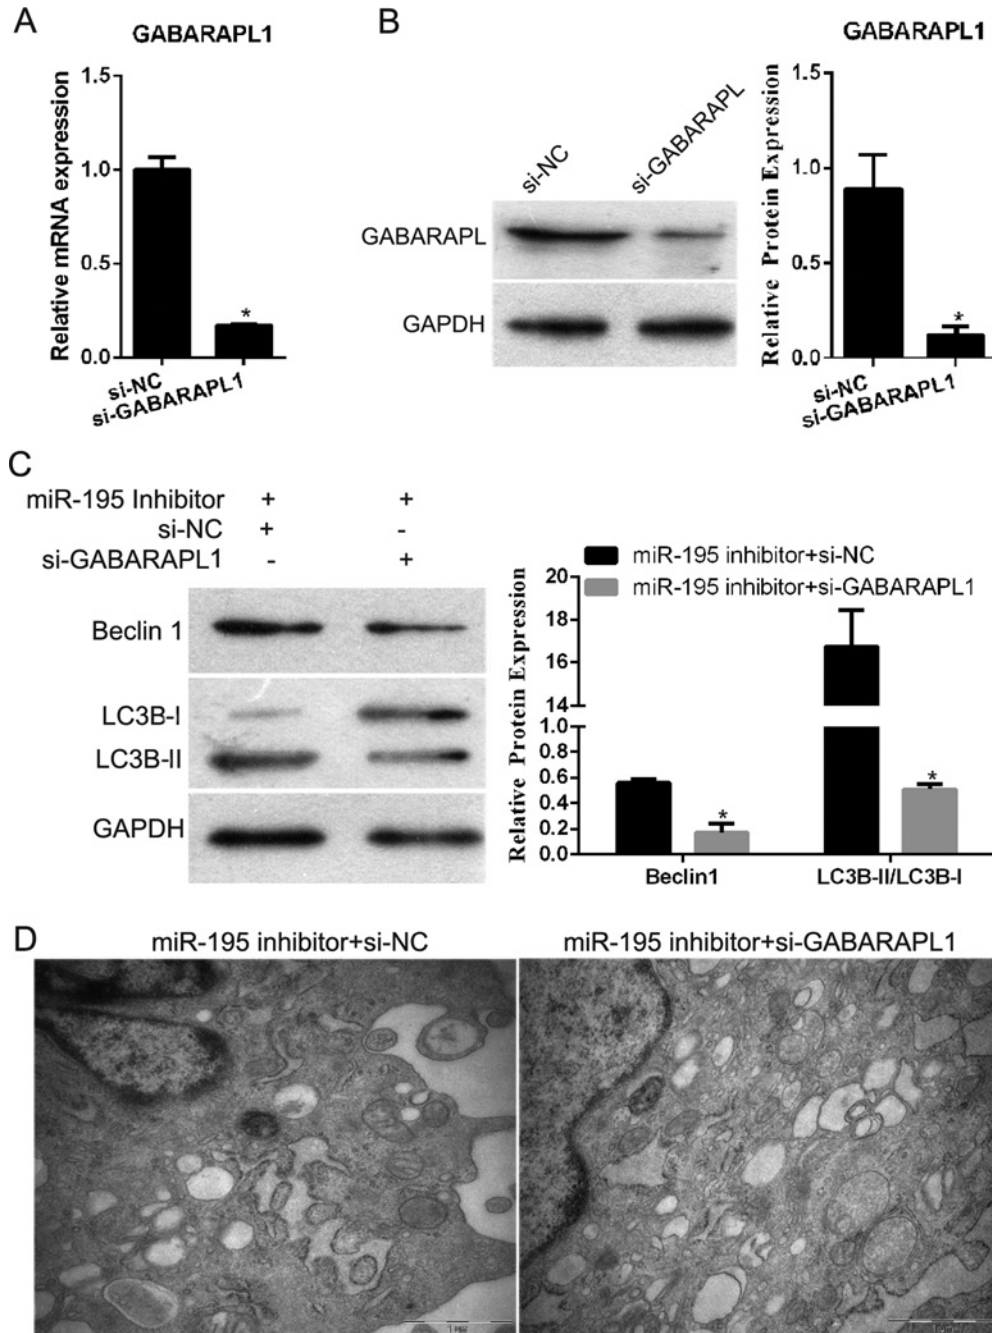 A
GABARAPL1
Relative mRNA expression
1.5
1.0
0.5
0.0
*
si-NC
si-GABARAPL1
B
si-NC
si-GABARAPL
GABARAPL
GAPDH
GABARAPL1
Relative Protein Expression
1.5
1.0
0.5
0.0
*
si-NC
si-GABARAPL1
C
miR-195 Inhibitor + +
si-NC + -
si-GABARAPL1 - +
Beclin 1
LC3B-I
LC3B-II
GAPDH
miR-195 inhibitor+si-NC
miR-195 inhibitor+si-GABARAPL1
Relative Protein Expression
20
18
16
14
1.0
0.8
0.6
0.4
0.2
0.0
*
*
Beclin1
LC3B-II/LC3B-I
D
miR-195 inhibitor+si-NC
miR-195 inhibitor+si-GABARAPL1